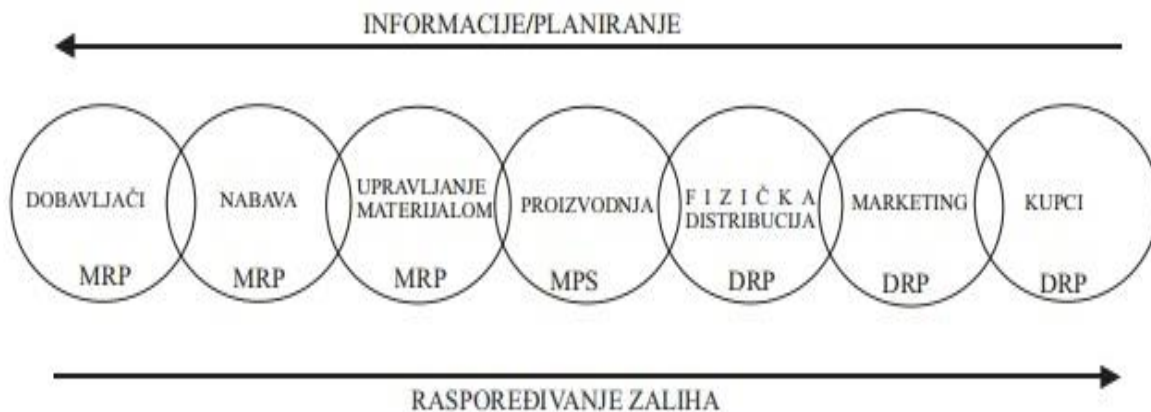 INFORMACIJE/PLANIRANJE
DOBAVLJAČI
MRP
NABAVA
MRP
UPRAVLJANJE
MATERIJALOM
MRP
PROIZVODNJA
MPS
F I Z I Č K A
DISTRIBUCIJA
DRP
MARKETING
DRP
KUPCI
DRP
RASPOREĐIVANJE ZALIHA